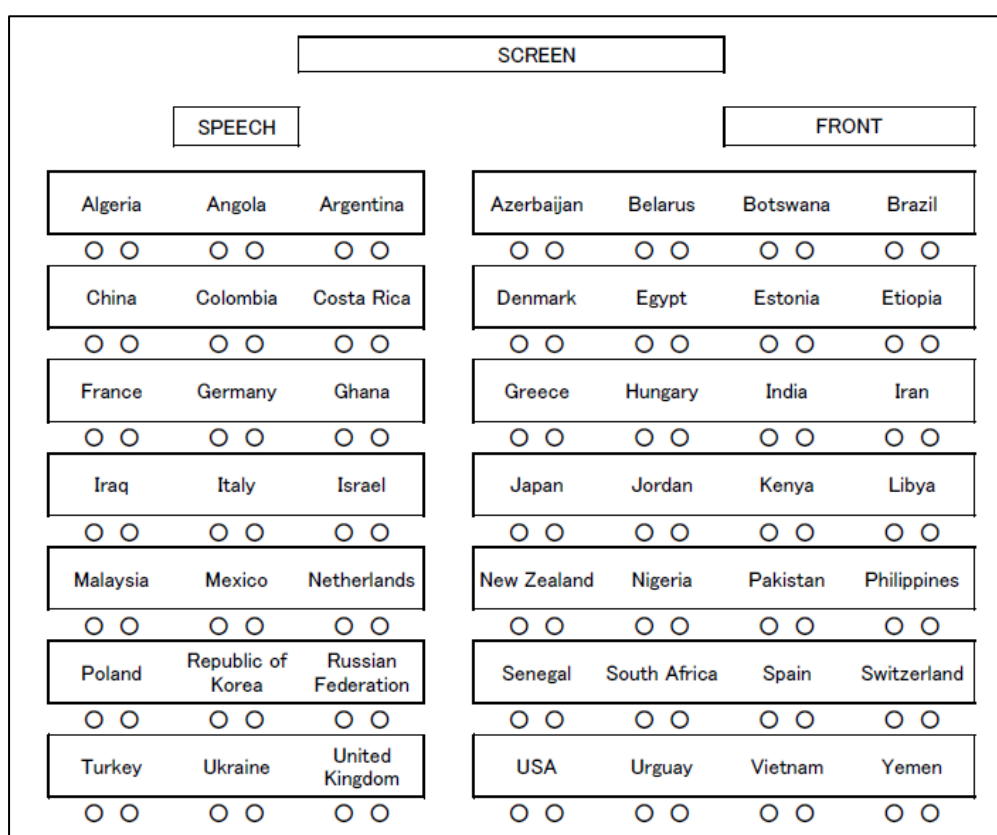 SCREEN
SPEECH FRONT
Algeria Angola Argentina Azerbaijan Belarus Botswana Brazil
China Colombia Costa Rica Denmark Egypt Estonia Etiopia
France Germany Ghana Greece Hungary India Iran
Iraq Italy Israel Japan Jordan Kenya Libya
Malaysia Mexico Netherlands New Zealand Nigeria Pakistan Philippines
Poland Republic of Korea Russian Federation Senegal South Africa Spain Switzerland
Turkey Ukraine United Kingdom USA Urguay Vietnam Yemen